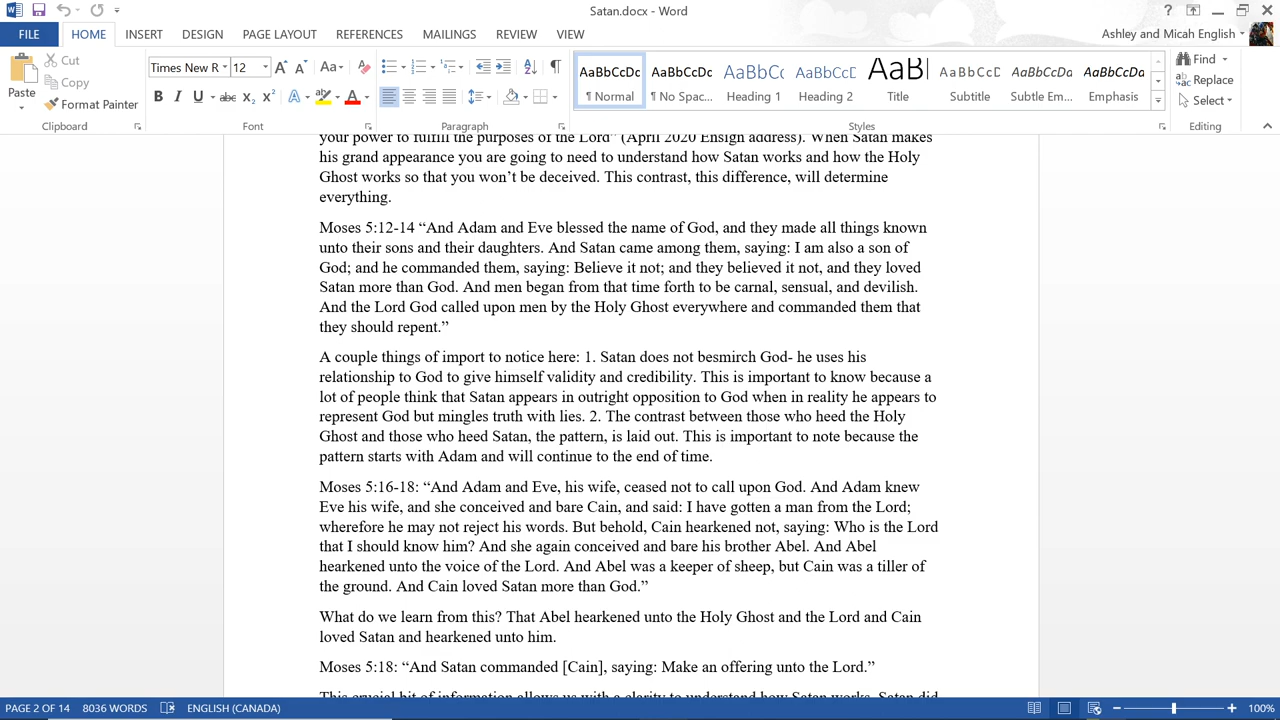 Satan.docx - Word
Ashley and Micah English
FILE HOME INSERT DESIGN PAGE LAYOUT REFERENCES MAILINGS REVIEW VIEW
Paste
Cut
Copy
Format Painter
Times New R 12
AaBbCcDc AaBbCcDc AaBbCc AaBbCcD AaBb AaBbCcD AaBbCcDc AaBbCcDc
¶ Normal ¶ No Spac... Heading 1 Heading 2 Title Subtitle Subtle Em... Emphasis
Find
Replace
Select
Clipboard Font Paragraph Styles Editing
your power to fulfill the purposes of the Lord” (April 2020 Ensign address). When Satan makes
his grand appearance you are going to need to understand how Satan works and how the Holy
Ghost works so that you won’t be deceived. This contrast, this difference, will determine
everything.
Moses 5:12-14 “And Adam and Eve blessed the name of God, and they made all things known
unto their sons and their daughters. And Satan came among them, saying: I am also a son of
God; and he commanded them, saying: Believe it not; and they believed it not, and they loved
Satan more than God. And men began from that time forth to be carnal, sensual, and devilish.
And the Lord God called upon men by the Holy Ghost everywhere and commanded them that
they should repent.”
A couple things of import to notice here: 1. Satan does not besmirch God- he uses his
relationship to God to give himself validity and credibility. This is important to know because a
lot of people think that Satan appears in outright opposition to God when in reality he appears to
represent God but mingles truth with lies. 2. The contrast between those who heed the Holy
Ghost and those who heed Satan, the pattern, is laid out. This is important to note because the
pattern starts with Adam and will continue to the end of time.
Moses 5:16-18: “And Adam and Eve, his wife, ceased not to call upon God. And Adam knew
Eve his wife, and she conceived and bare Cain, and said: I have gotten a man from the Lord;
wherefore he may not reject his words. But behold, Cain hearkened not, saying: Who is the Lord
that I should know him? And she again conceived and bare his brother Abel. And Abel
hearkened unto the voice of the Lord. And Abel was a keeper of sheep, but Cain was a tiller of
the ground. And Cain loved Satan more than God.”
What do we learn from this? That Abel hearkened unto the Holy Ghost and the Lord and Cain
loved Satan and hearkened unto him.
Moses 5:18: “And Satan commanded [Cain], saying: Make an offering unto the Lord.”
This crucial bit of information allows us with a clarity to understand how Satan works. Satan did
PAGE 2 OF 14 8036 WORDS ENGLISH (CANADA) 100%